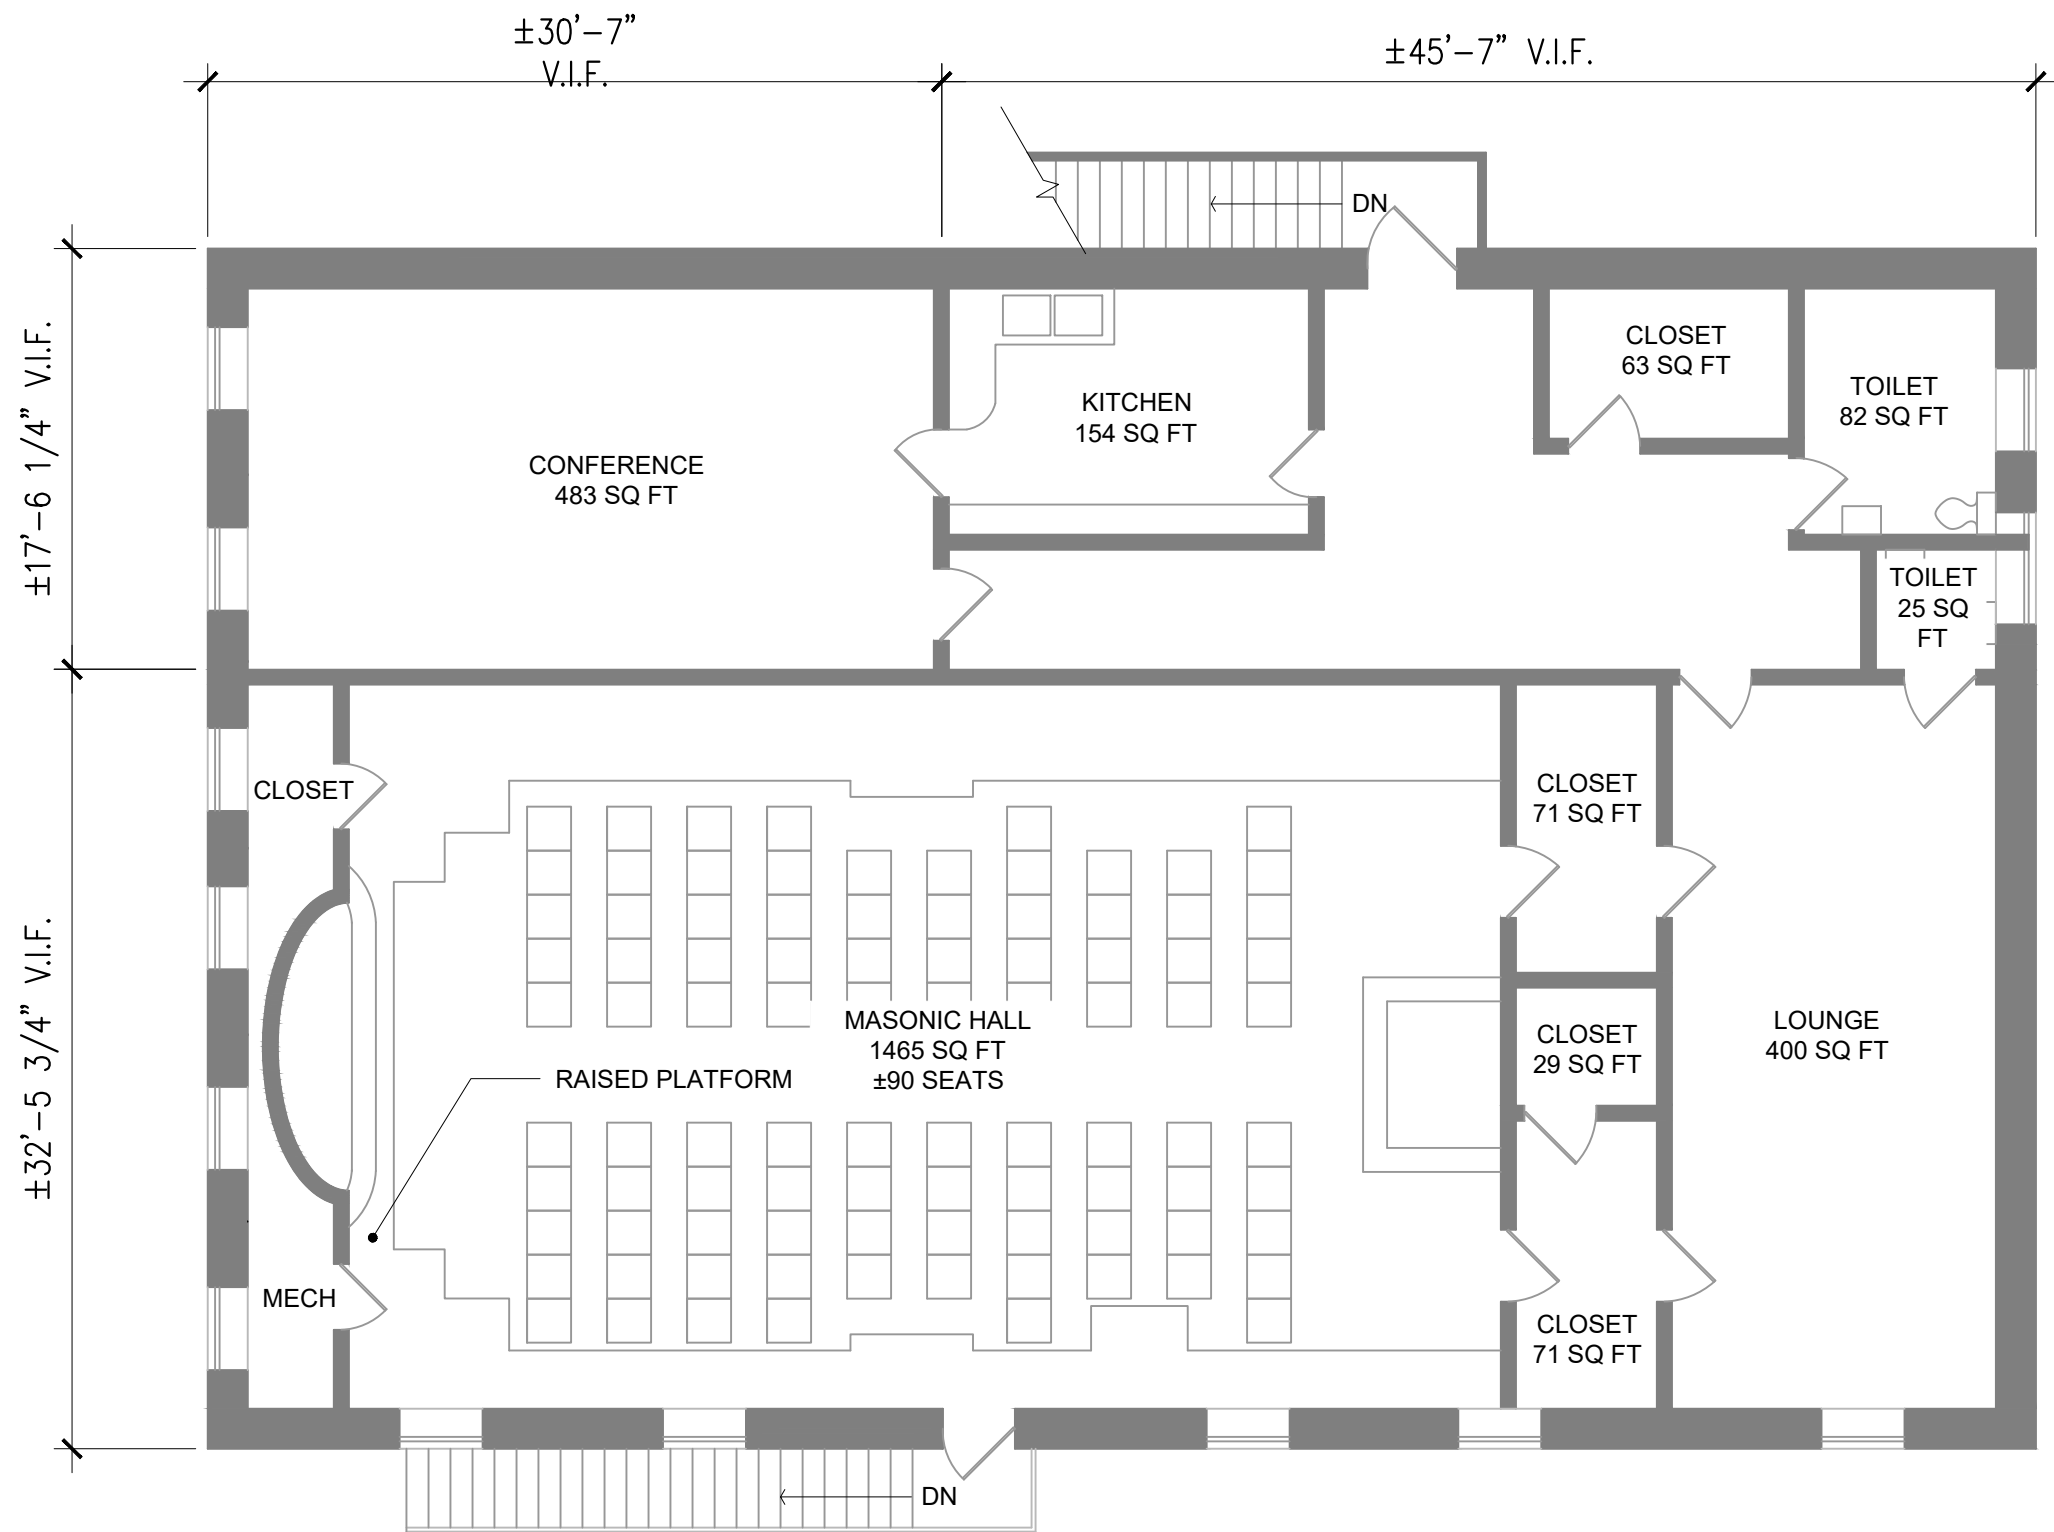 ±30’-7”
V.I.F.
±45’-7” V.I.F.
DN
±17’-6 1/4” V.I.F.
CONFERENCE
483 SQ FT
KITCHEN
154 SQ FT
CLOSET
63 SQ FT
TOILET
82 SQ FT
TOILET
25 SQ
FT
±32’-5 3/4” V.I.F.
CLOSET
MASONIC HALL
1465 SQ FT
±90 SEATS
RAISED PLATFORM
MECH
CLOSET
71 SQ FT
CLOSET
29 SQ FT
CLOSET
71 SQ FT
LOUNGE
400 SQ FT
DN